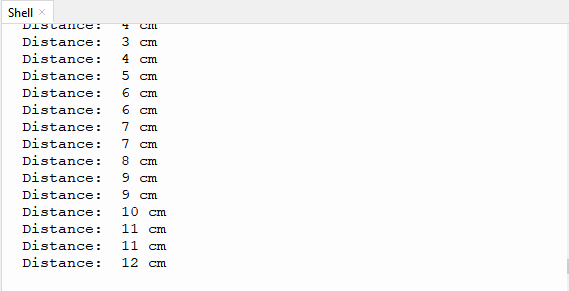 Shell
Distance:  4 cm
Distance:  3 cm
Distance:  4 cm
Distance:  5 cm
Distance:  6 cm
Distance:  6 cm
Distance:  7 cm
Distance:  7 cm
Distance:  8 cm
Distance:  9 cm
Distance:  9 cm
Distance:  10 cm
Distance:  11 cm
Distance:  11 cm
Distance:  12 cm